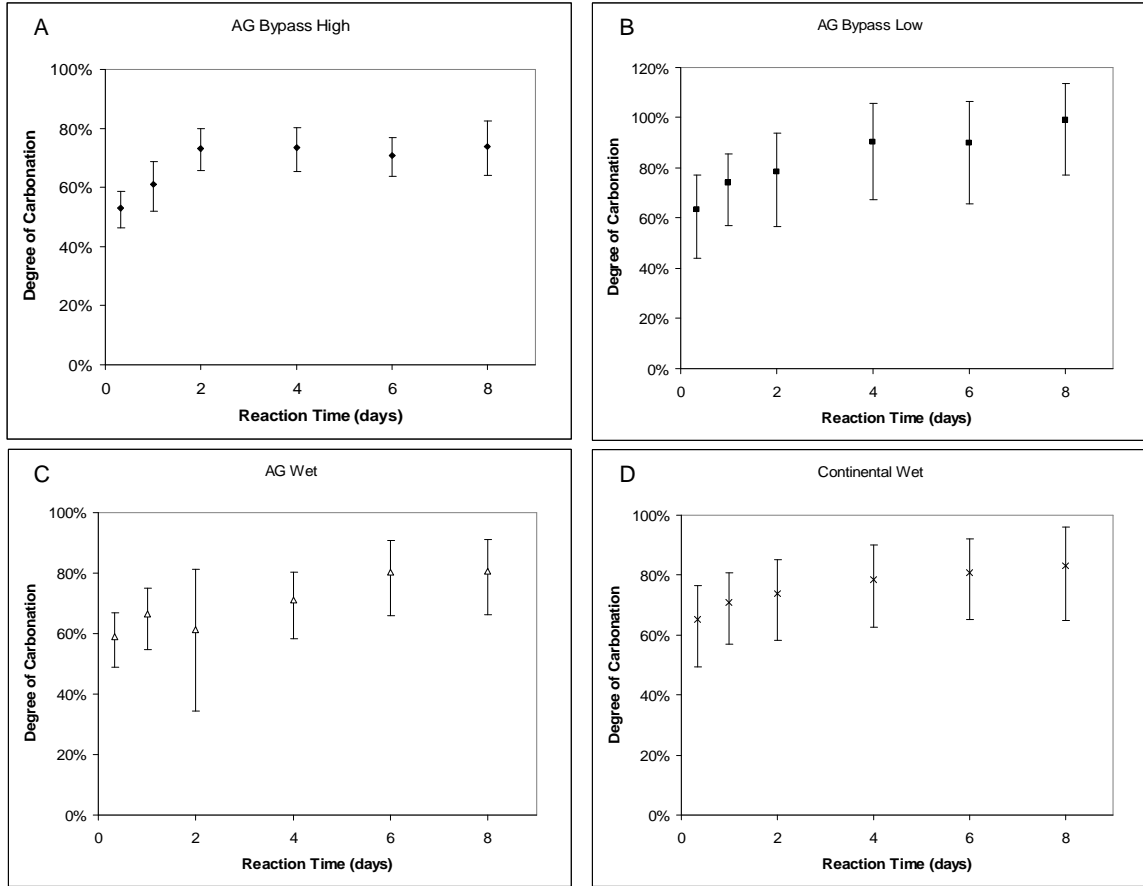 A
AG Bypass High
100%
80%
60%
40%
20%
0%
0 2 4 6 8
Degree of Carbonation
Reaction Time (days)
B
AG Bypass Low
120%
100%
80%
60%
40%
20%
0%
0 2 4 6 8
Degree of Carbonation
Reaction Time (days)
C
AG Wet
100%
80%
60%
40%
20%
0%
0 2 4 6 8
Degree of Carbonation
Reaction Time (days)
D
Continental Wet
100%
80%
60%
40%
20%
0%
0 2 4 6 8
Degree of Carbonation
Reaction Time (days)